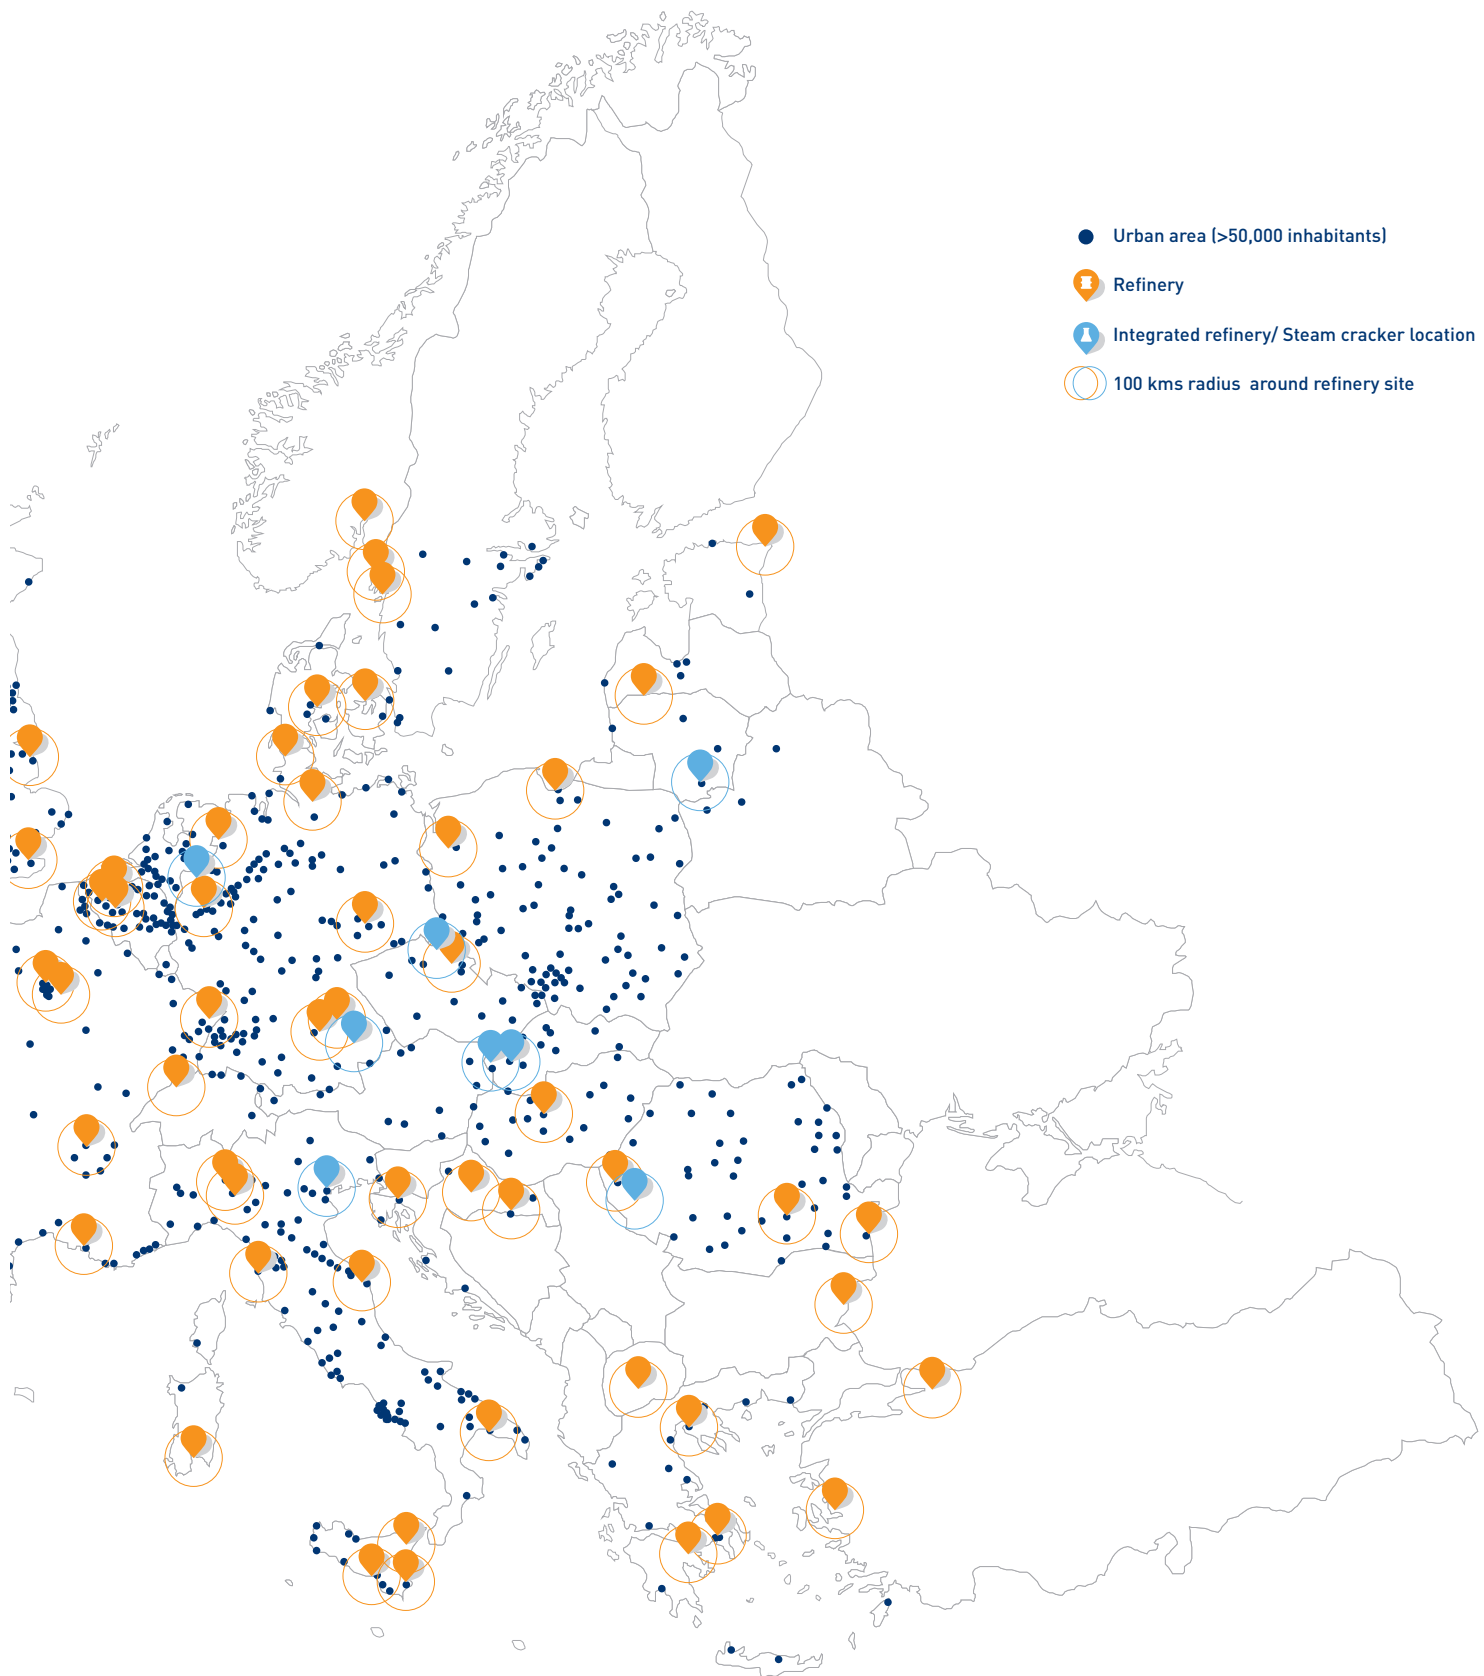 Urban area (>50,000 inhabitants)
Refinery
Integrated refinery/ Steam cracker location
100 kms radius  around refinery site